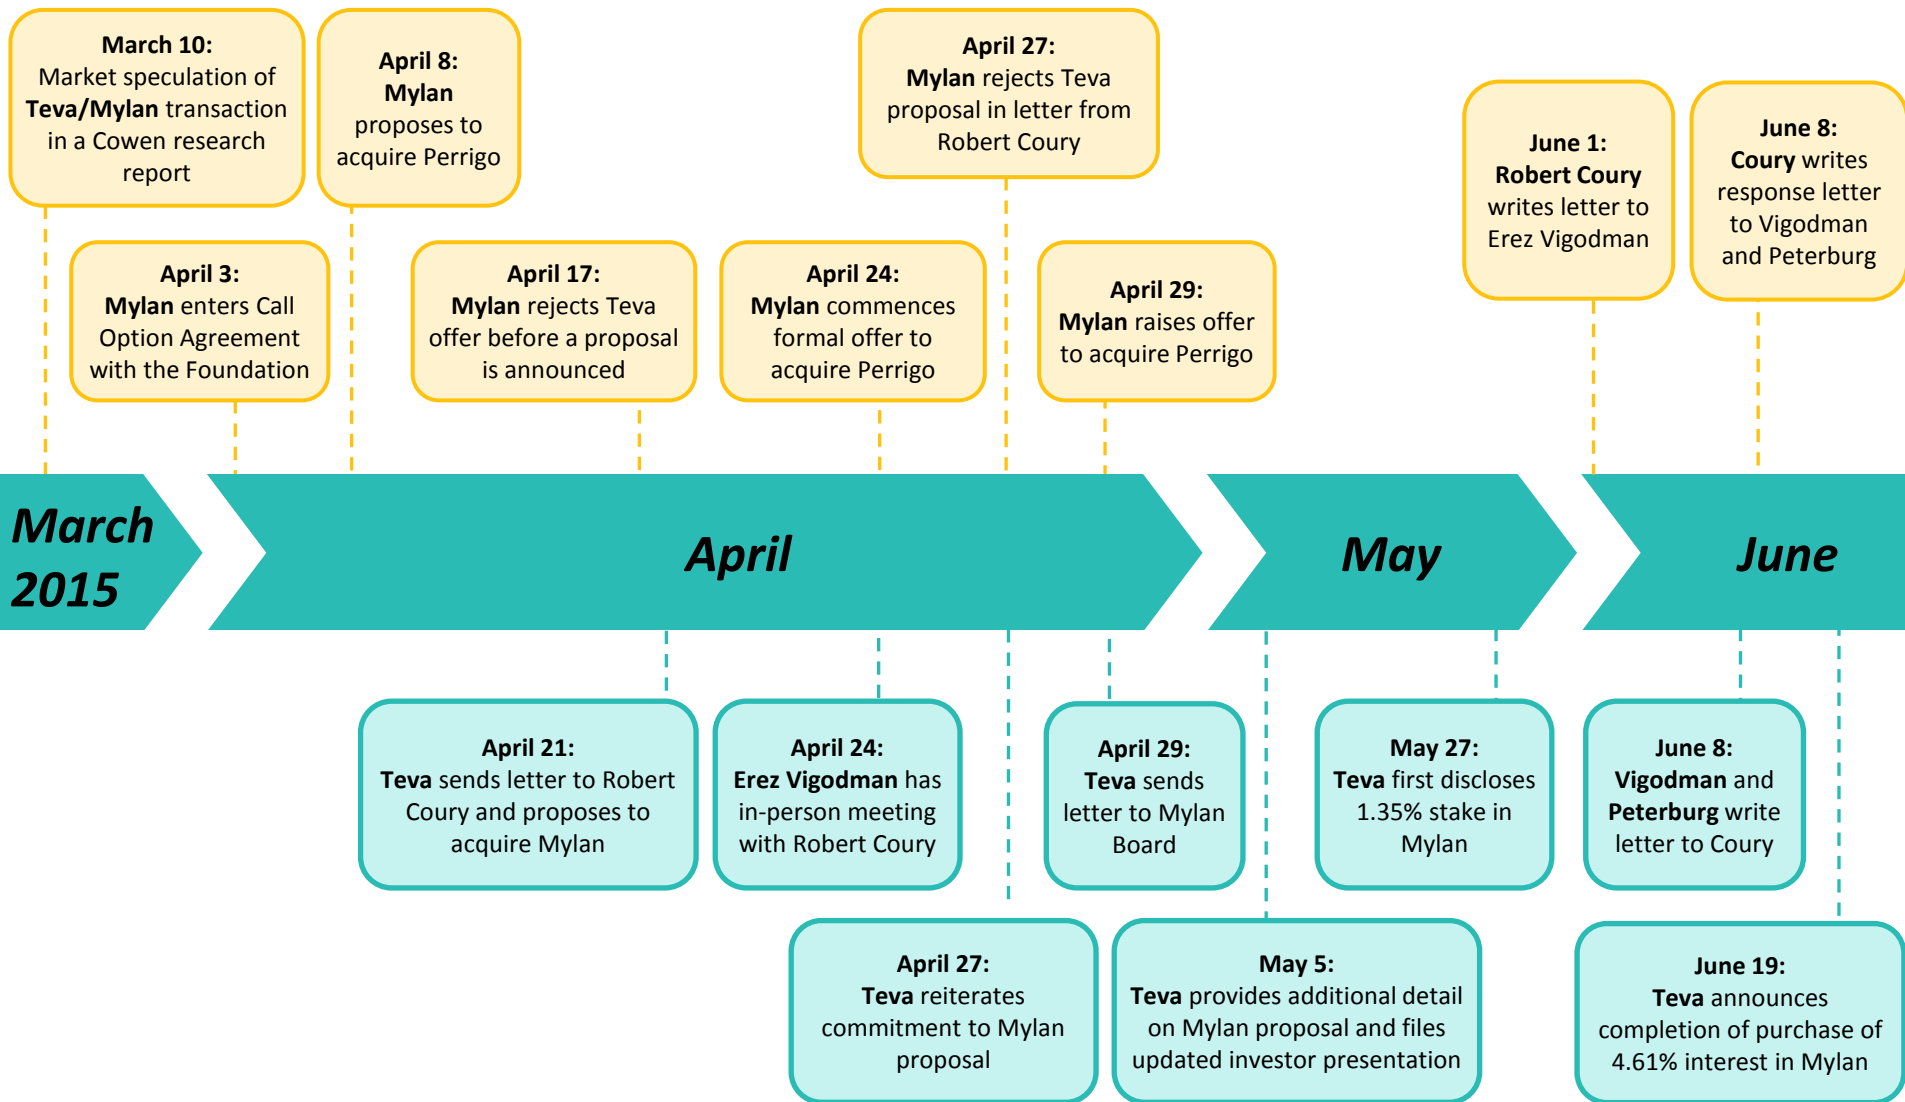 March 10:
Market speculation of
Teva/Mylan transaction
in a Cowen research
report
April 8:
Mylan
proposes to
acquire Perrigo
April 27:
Mylan rejects Teva
proposal in letter from
Robert Coury
June 1:
Robert Coury
writes letter to
Erez Vigodman
June 8:
Coury writes
response letter
to Vigodman
and Peterburg
April 3:
Mylan enters Call
Option Agreement
with the Foundation
April 17:
Mylan rejects Teva
offer before a proposal
is announced
April 24:
Mylan commences
formal offer to
acquire Perrigo
April 29:
Mylan raises offer
to acquire Perrigo
March
2015
April
May
June
April 21:
Teva sends letter to Robert
Coury and proposes to
acquire Mylan
April 24:
Erez Vigodman has
in-person meeting
with Robert Coury
April 29:
Teva sends
letter to Mylan
Board
May 27:
Teva first discloses
1.35% stake in
Mylan
June 8:
Vigodman and
Peterburg write
letter to Coury
April 27:
Teva reiterates
commitment to Mylan
proposal
May 5:
Teva provides additional detail
on Mylan proposal and files
updated investor presentation
June 19:
Teva announces
completion of purchase of
4.61% interest in Mylan